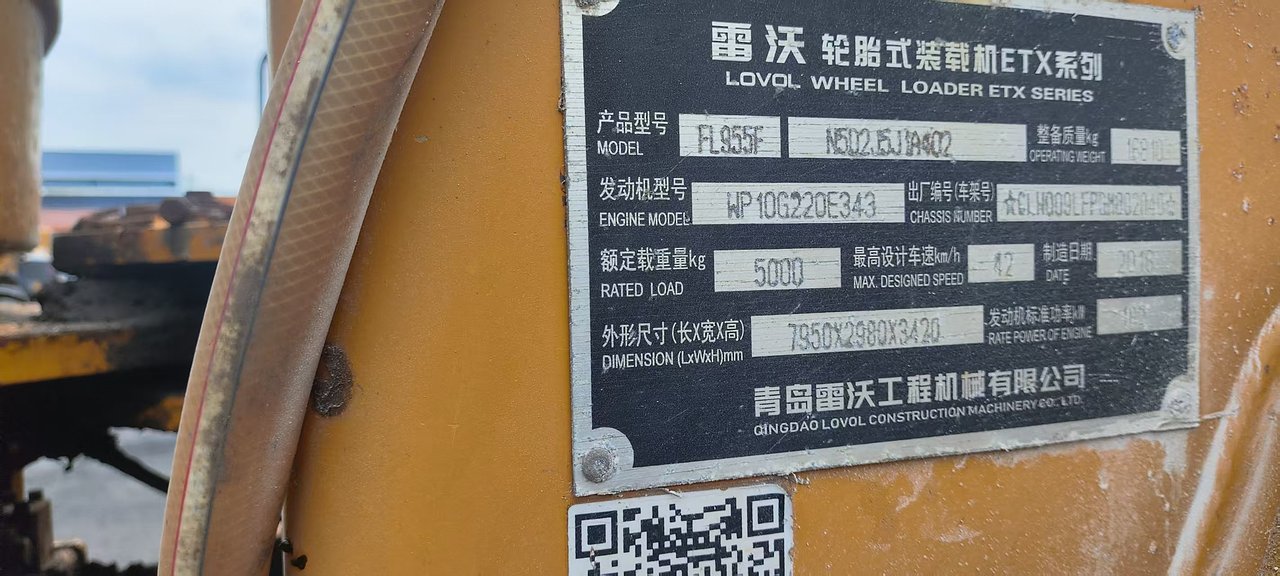 雷沃 轮胎式装载机ETX系列
LOVOL WHEEL LOADER ETX SERIES
产品型号 FL955F N502J5J1A402 整备质量kg
MODEL OPERATING WEIGHT
发动机型号 WP10G220E343 出厂编号(车架号)
ENGINE MODEL CHASSIS NUMBER
额定载重量kg 5000 最高设计车速km/h 42 制造日期
RATED LOAD MAX. DESIGNED SPEED DATE
外形尺寸(长X宽X高) 7950X2980X3420 发动机标准功率kW
DIMENSION (LxWxH)mm RATE POWER OF ENGINE
青岛雷沃工程机械有限公司
QINGDAO LOVOL CONSTRUCTION MACHINERY CO., LTD.